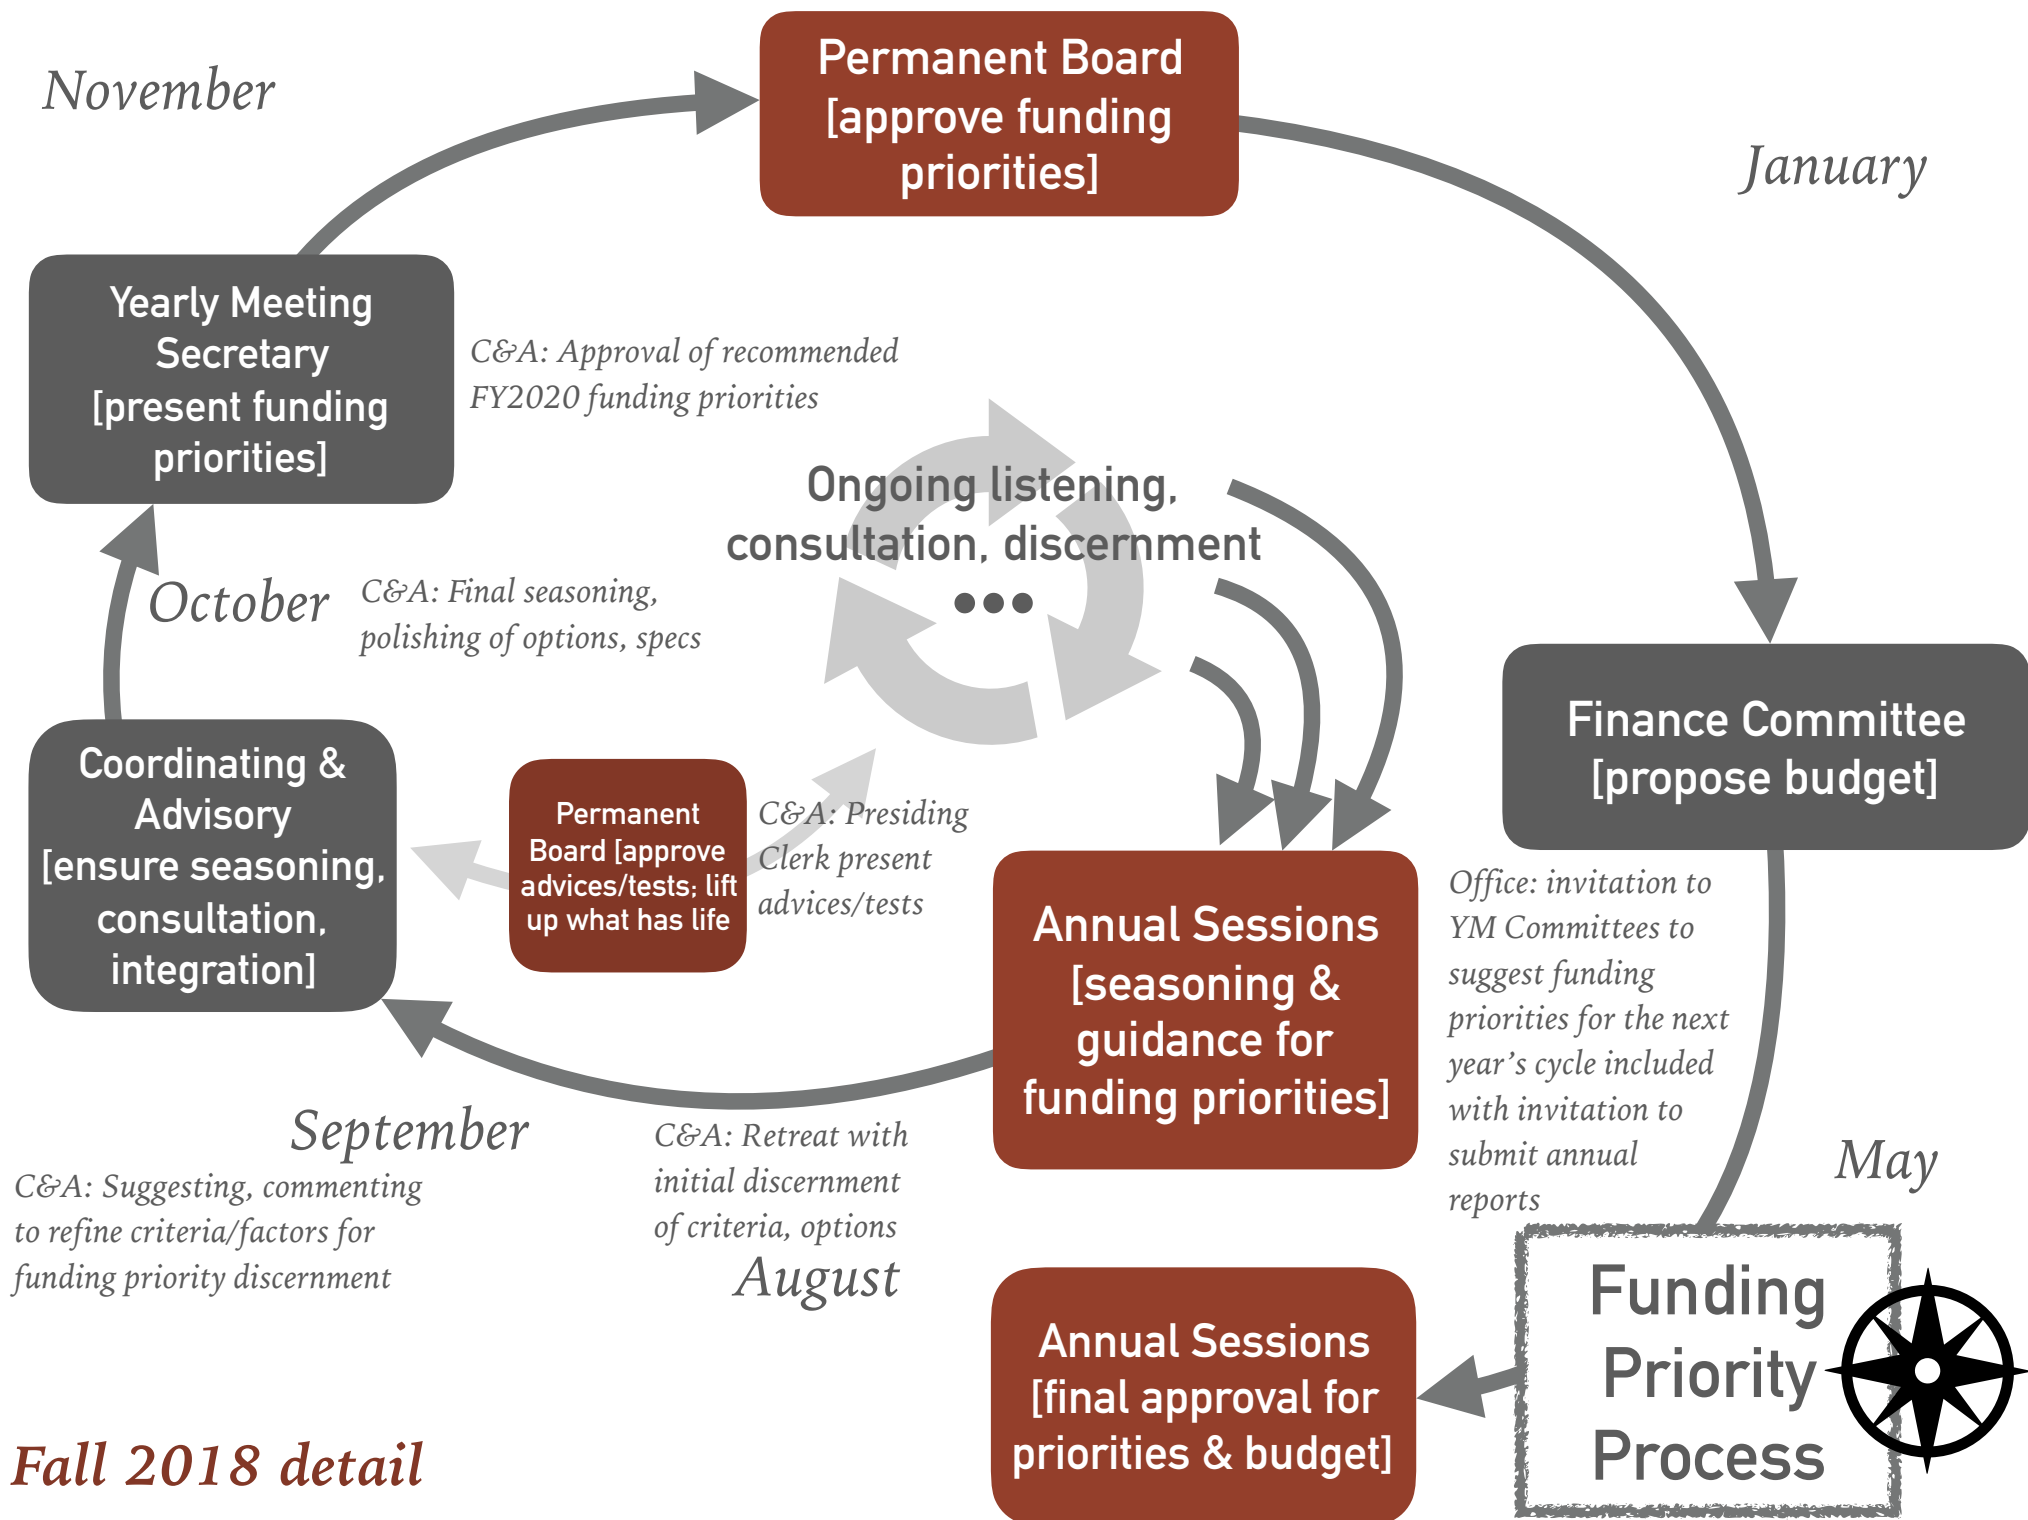 November
Permanent Board
[approve funding
priorities]
January
Yearly Meeting
Secretary
[present funding
priorities]
C&A: Approval of recommended
FY2020 funding priorities
Ongoing listening,
consultation, discernment
•••
October
C&A: Final seasoning,
polishing of options, specs
Finance Committee
[propose budget]
Coordinating &
Advisory
[ensure seasoning,
consultation,
integration]
Permanent
Board [approve
advices/tests; lift
up what has life
C&A: Presiding
Clerk present
advices/tests
Annual Sessions
[seasoning &
guidance for
funding priorities]
Office: invitation to
YM Committees to
suggest funding
priorities for the next
year's cycle included
with invitation to
submit annual
reports
May
September
C&A: Suggesting, commenting
to refine criteria/factors for
funding priority discernment
C&A: Retreat with
initial discernment
of criteria, options
August
Annual Sessions
[final approval for
priorities & budget]
Funding
Priority
Process
Fall 2018 detail